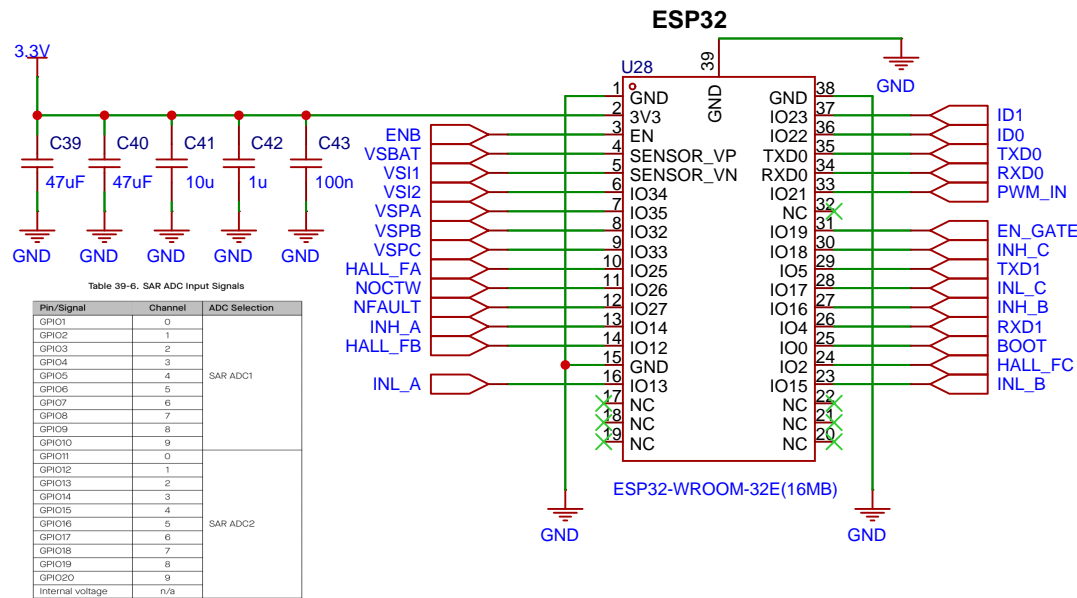 ESP32
3.3V
C39
47uF
C40
47uF
C41
10u
C42
1u
C43
100n
GND
GND
GND
GND
GND
U28
39
GND
GND
1 GND
2 3V3
ENB 3 EN
VSBAT 4 SENSOR_VP
VSI1 5 SENSOR_VN
VSI2 6 IO34
VSPA 7 IO35
VSPB 8 IO32
VSPC 9 IO33
HALL_FA 10 IO25
NOCTW 11 IO26
NFAULT 12 IO27
INH_A 13 IO14
HALL_FB 14 IO12
15 GND
INL_A 16 IO13
17 NC
18 NC
19 NC
GND 38
IO23 37 ID1
IO22 36 ID0
TXD0 35 TXD0
RXD0 34 RXD0
IO21 33 PWM_IN
NC 32
IO19 31 EN_GATE
IO18 30 INH_C
IO5 29 TXD1
IO17 28 INL_C
IO16 27 INH_B
IO4 26 RXD1
IO0 25 BOOT
IO2 24 HALL_FC
IO15 23 INL_B
NC 22
NC 21
NC 20
ESP32-WROOM-32E(16MB)
GND
GND
Table 39-6. SAR ADC Input Signals
Pin/Signal Channel ADC Selection
GPIO1 0
GPIO2 1
GPIO3 2
GPIO4 3
GPIO5 4 SAR ADC1
GPIO6 5
GPIO7 6
GPIO8 7
GPIO9 8
GPIO10 9
GPIO11 0
GPIO12 1
GPIO13 2
GPIO14 3
GPIO15 4
GPIO16 5 SAR ADC2
GPIO17 6
GPIO18 7
GPIO19 8
GPIO20 9
Internal voltage n/a